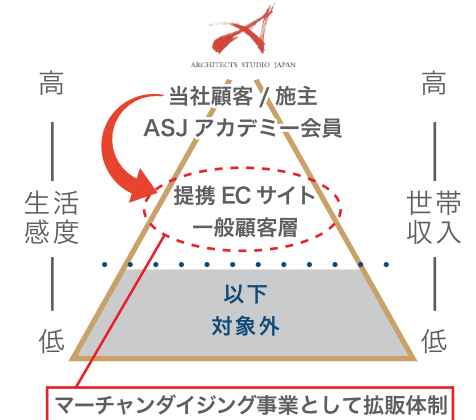 ARCHITECTS STUDIO JAPAN
高
高
当社顧客 / 施主
ASJ アカデミー会員
生活
感度
提携 EC サイト
一般顧客層
世帯
収入
以下
対象外
低
低
マーチャンダイジング事業として拡販体制